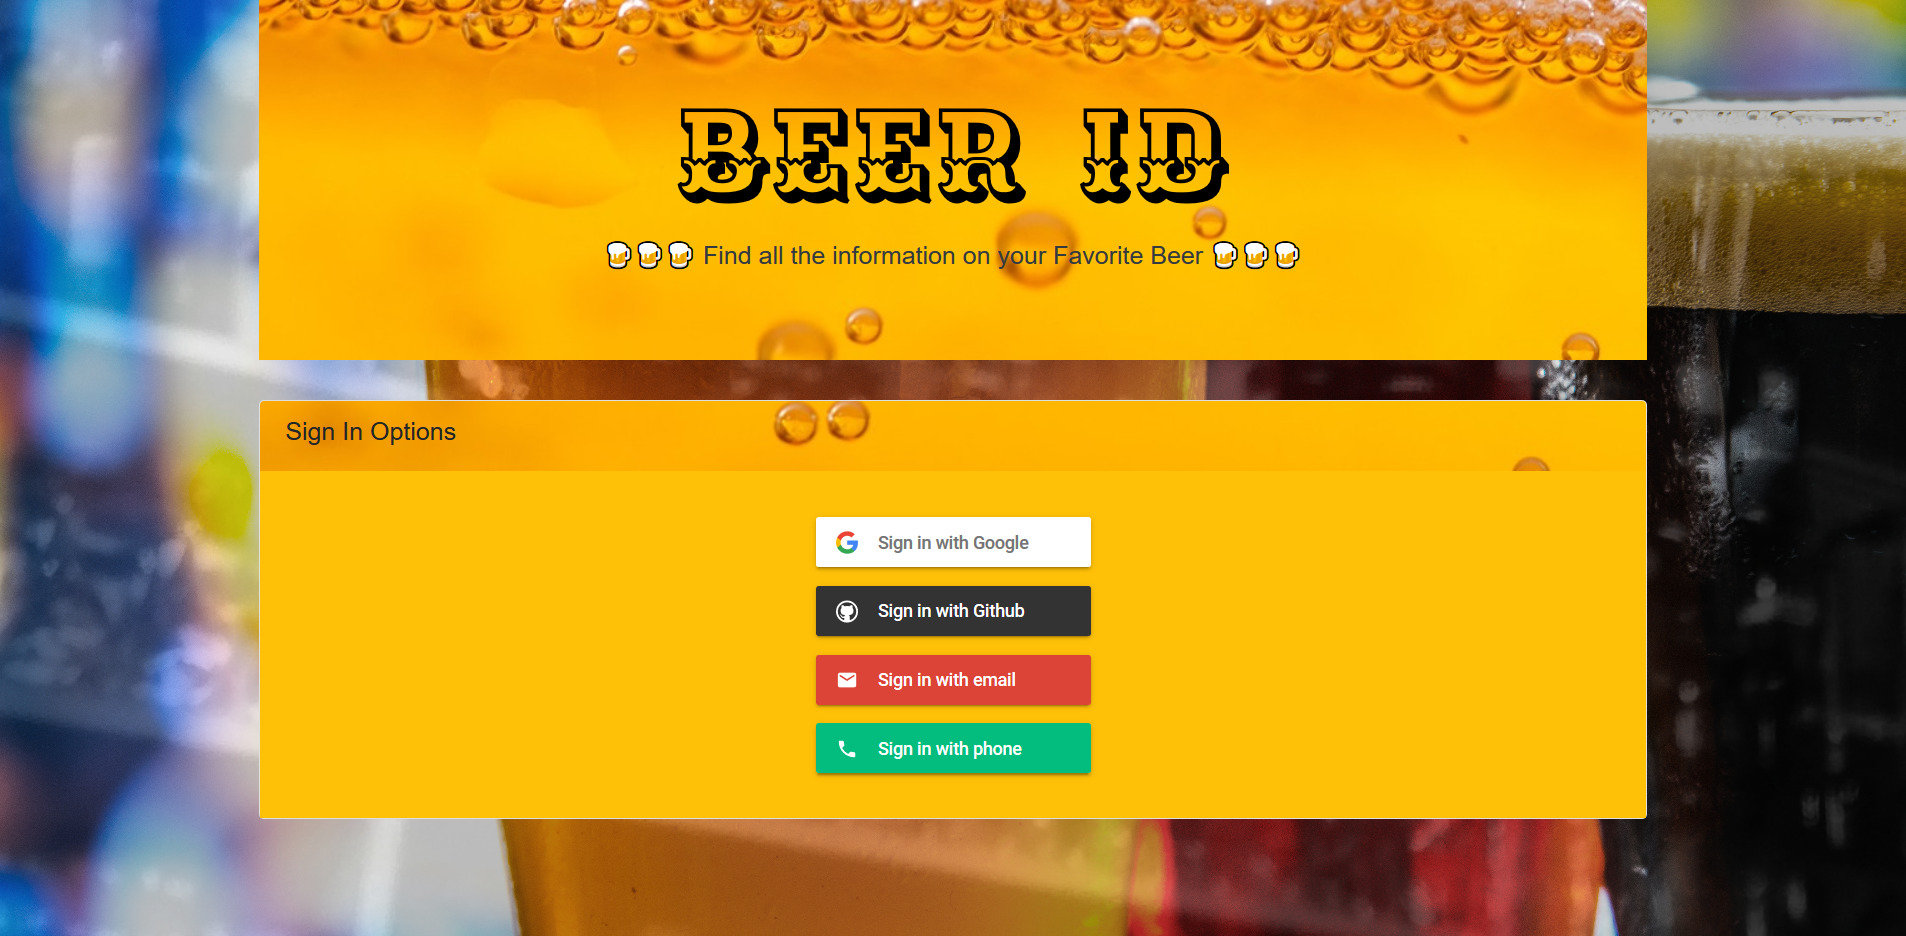 BEER ID
🍺🍺🍺 Find all the information on your Favorite Beer 🍺🍺🍺
Sign In Options
Sign in with Google
Sign in with Github
Sign in with email
Sign in with phone